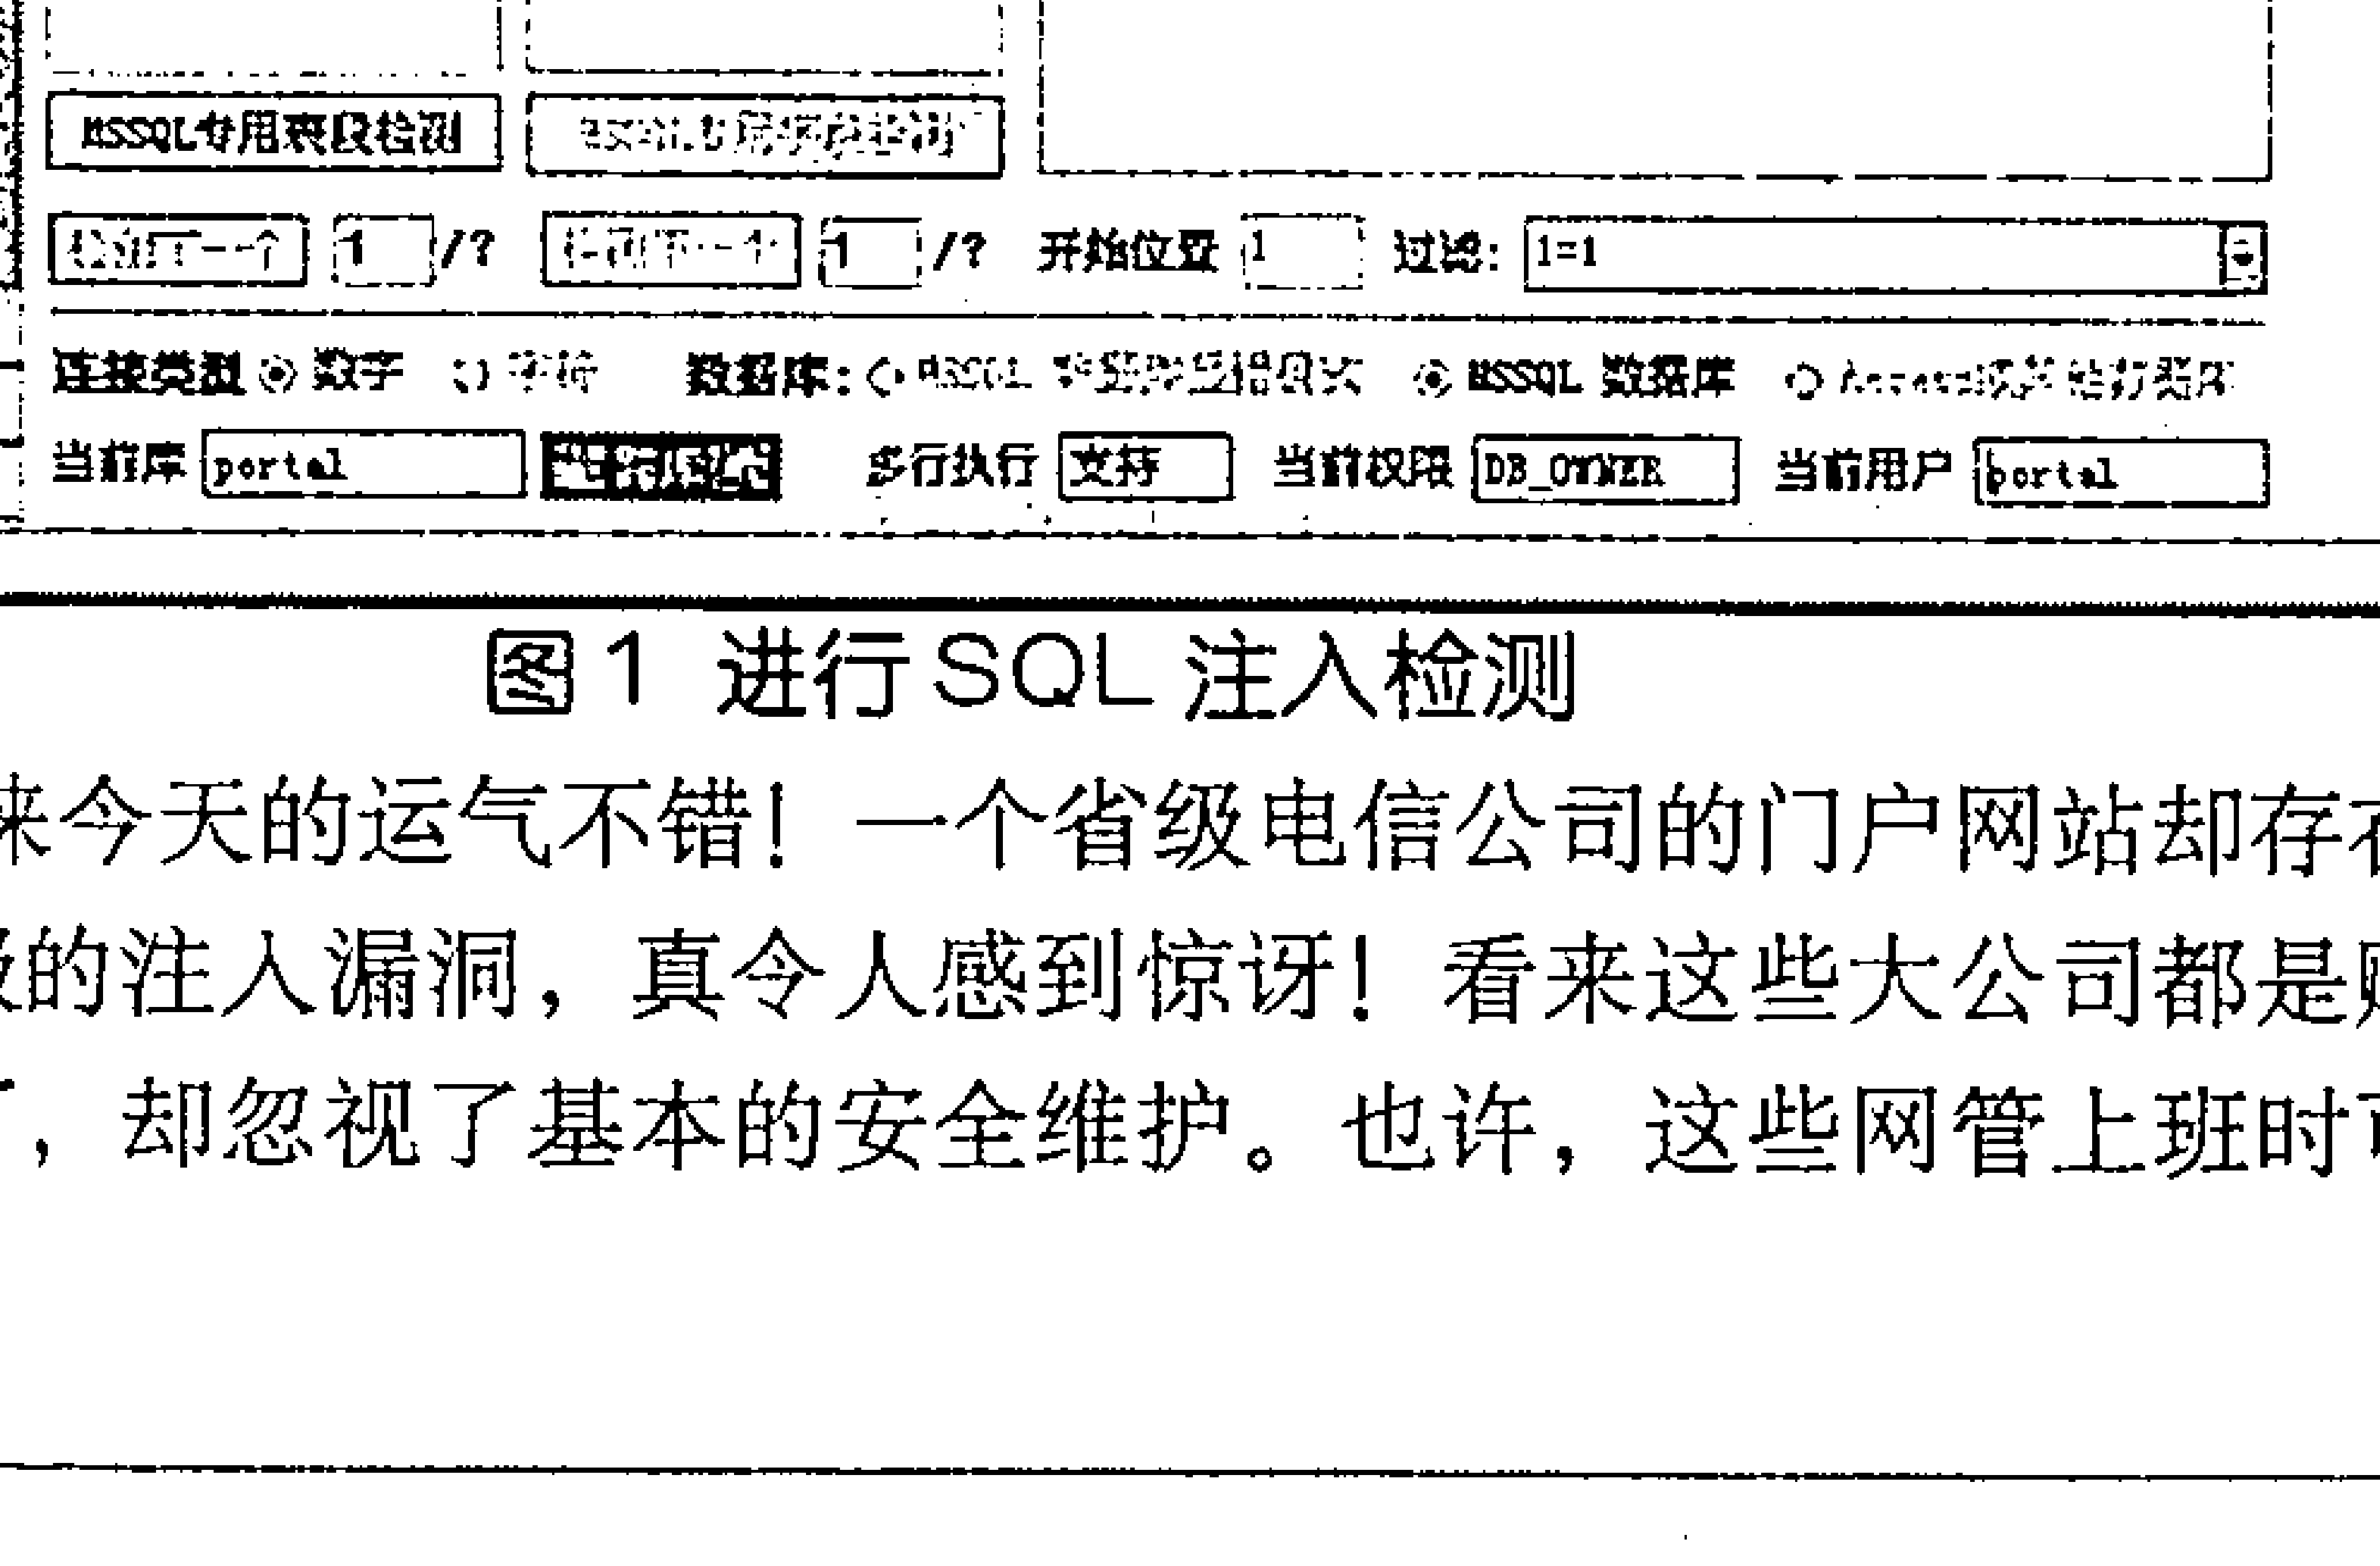 MSSQL专用表段检测
1 /? 1 /? 开始位置 1 过滤: 1=1
连接类型 数字 数据库: MSSQL 数据库
当前库 portal 多行执行 支持 当前权限 DB_OWNER 当前用户 portal
图1 进行SQL 注入检测
来今天的运气不错！一个省级电信公司的门户网站却存在
的注入漏洞，真令人感到惊讶！看来这些大公司都是
，却忽视了基本的安全维护。也许，这些网管上班时